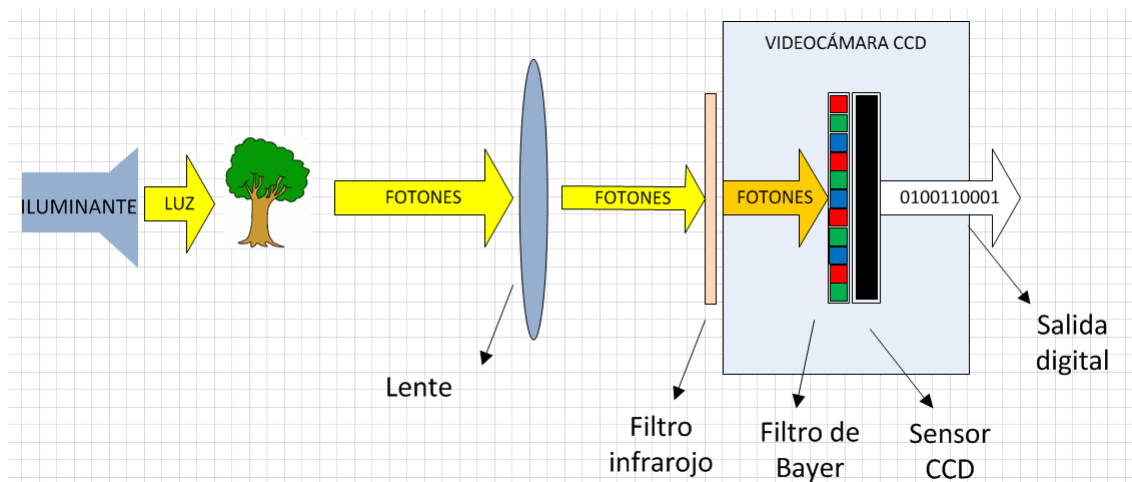 VIDEOCÁMARA CCD
ILUMINANTE
LUZ
FOTONES
FOTONES
FOTONES
0100110001
Lente
Filtro
infrarojo
Filtro de
Bayer
Sensor
CCD
Salida
digital